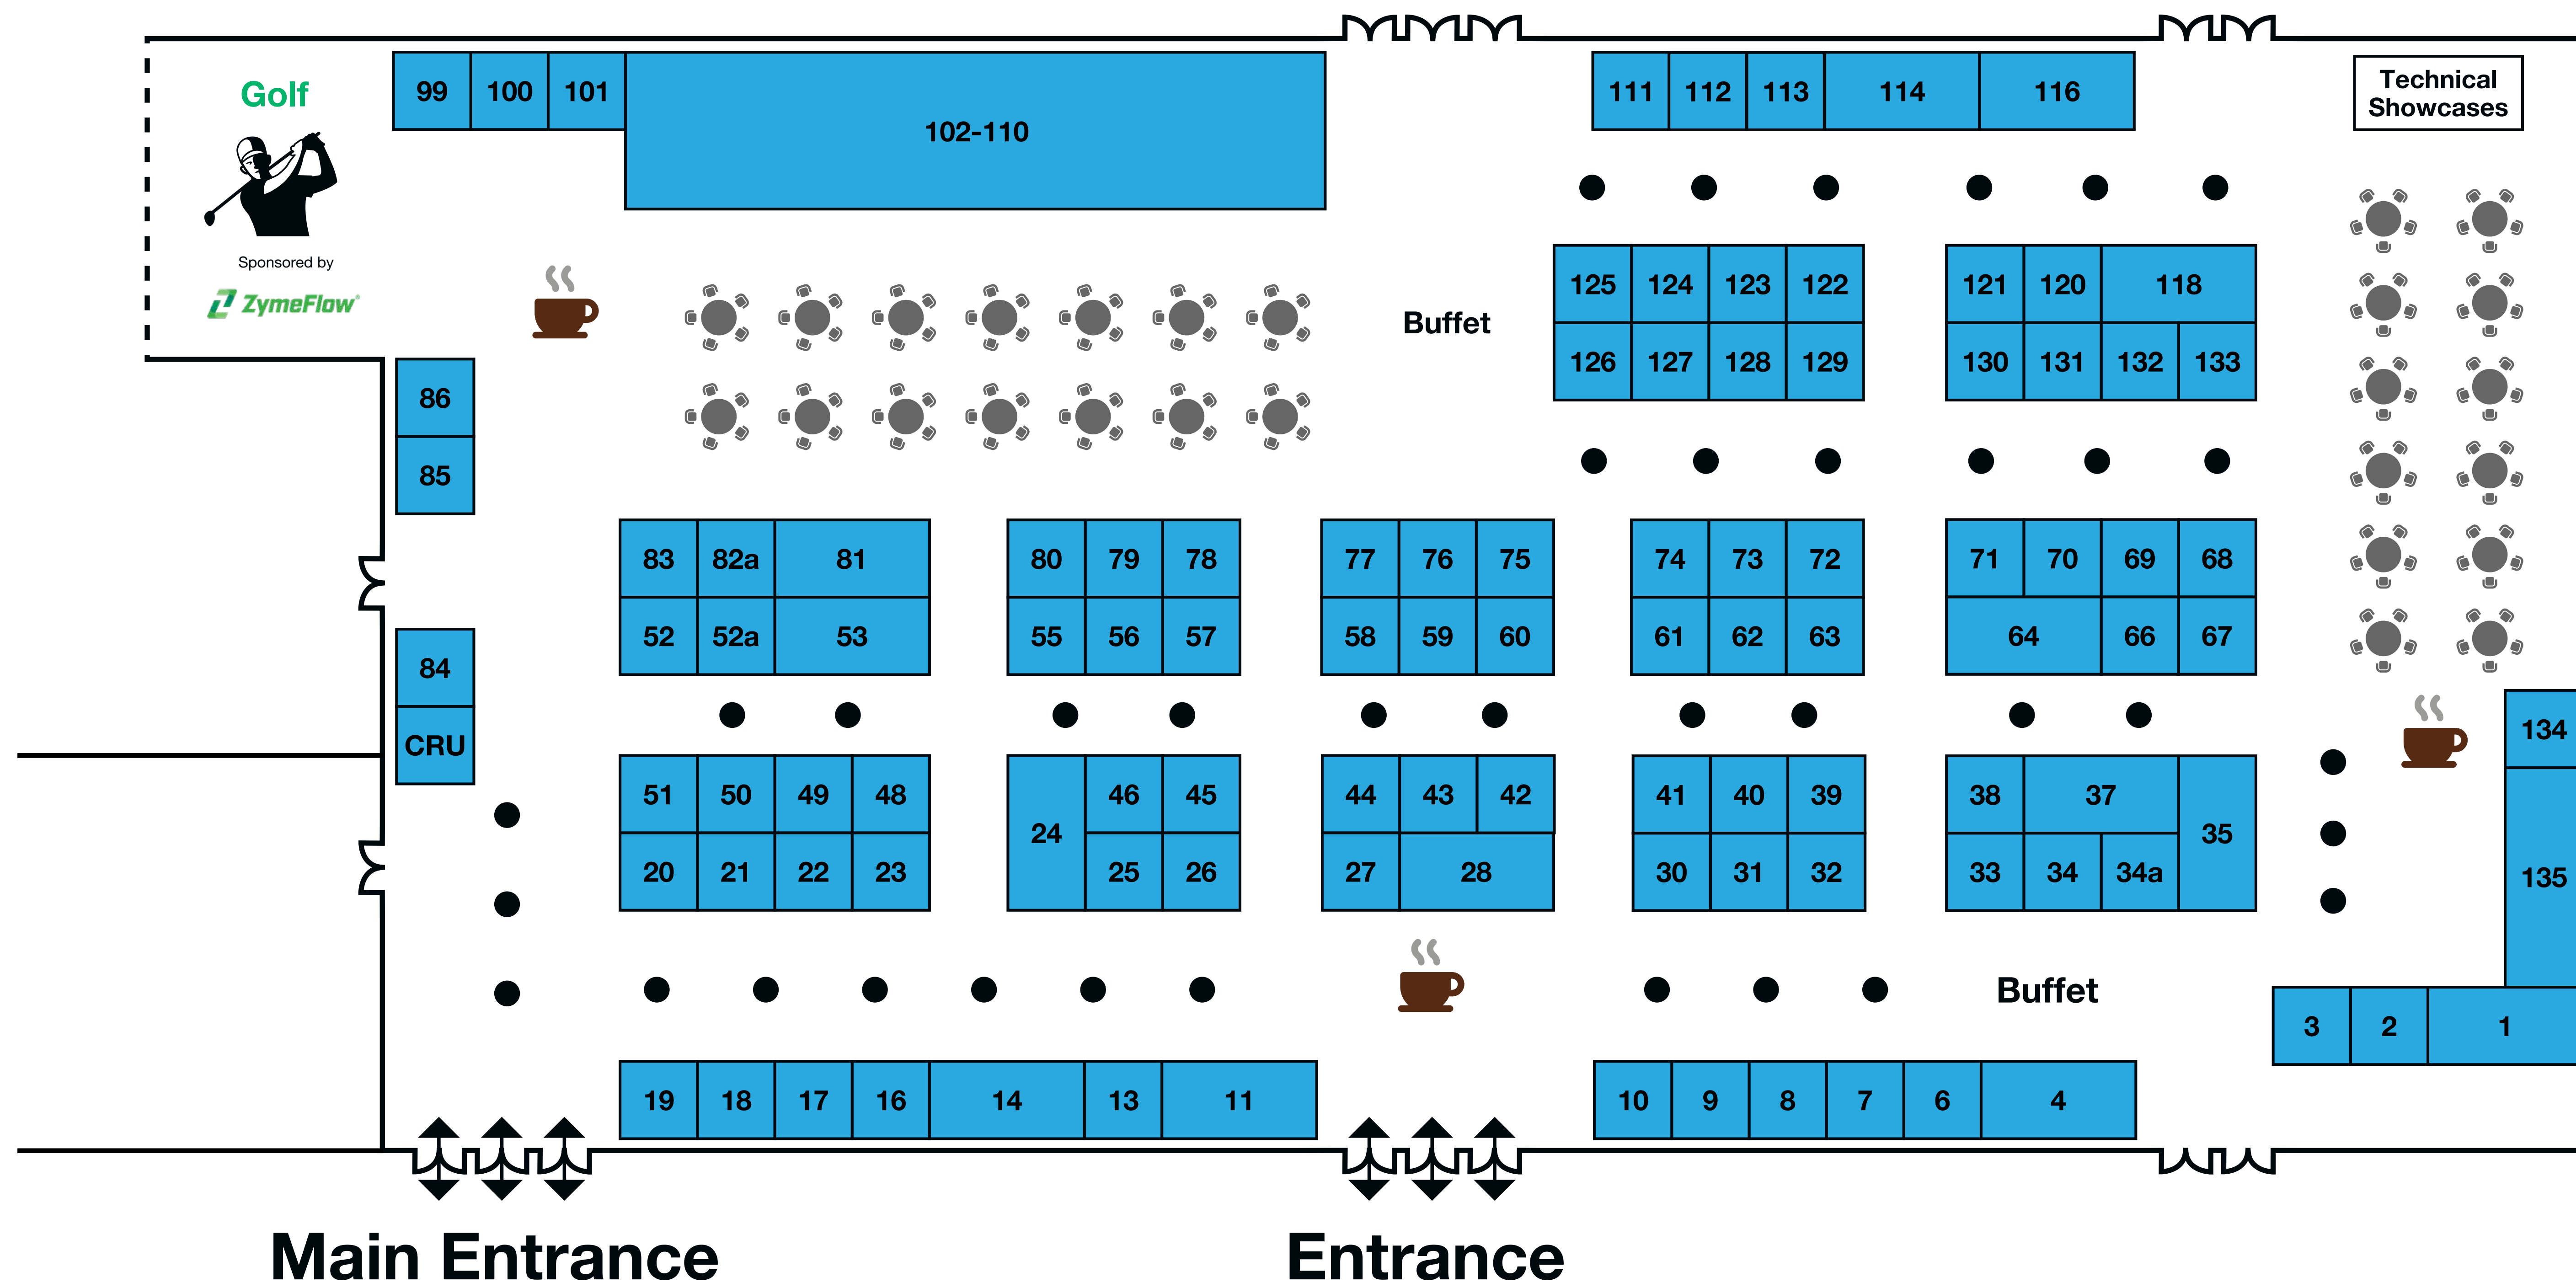 Golf
Sponsored by
ZymeFlow®
99 100 101
102-110
111 112 113 114 116
Technical
Showcases
Buffet
125 124 123 122
126 127 128 129
121 120 118
130 131 132 133
86
85
84
CRU
83 82a 81
52 52a 53
80 79 78
55 56 57
77 76 75
58 59 60
74 73 72
61 62 63
71 70 69 68
64 66 67
134
135
51 50 49 48
20 21 22 23
24 46 45
25 26
44 43 42
27 28
41 40 39
30 31 32
38 37 35
33 34 34a
Buffet
3 2 1
19 18 17 16 14 13 11
10 9 8 7 6 4
Main Entrance
Entrance